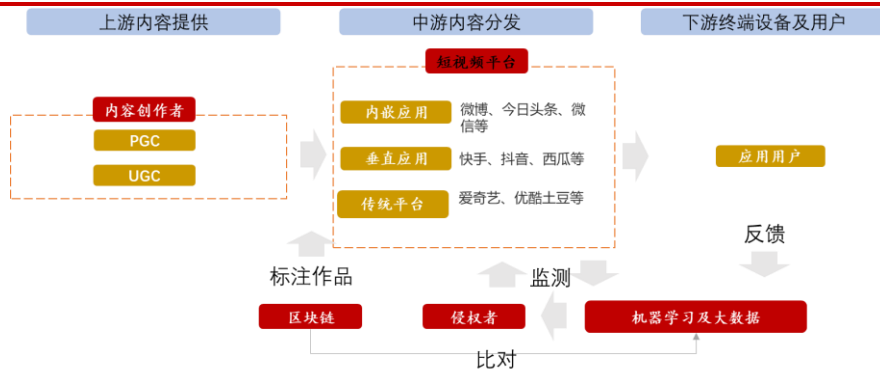 上游内容提供
中游内容分发
下游终端设备及用户
短视频平台
内容创作者
PGC
UGC
内嵌应用
微博、今日头条、微
信等
垂直应用
快手、抖音、西瓜等
传统平台
爱奇艺、优酷土豆等
应用用户
反馈
标注作品
监测
区块链
侵权者
机器学习及大数据
比对